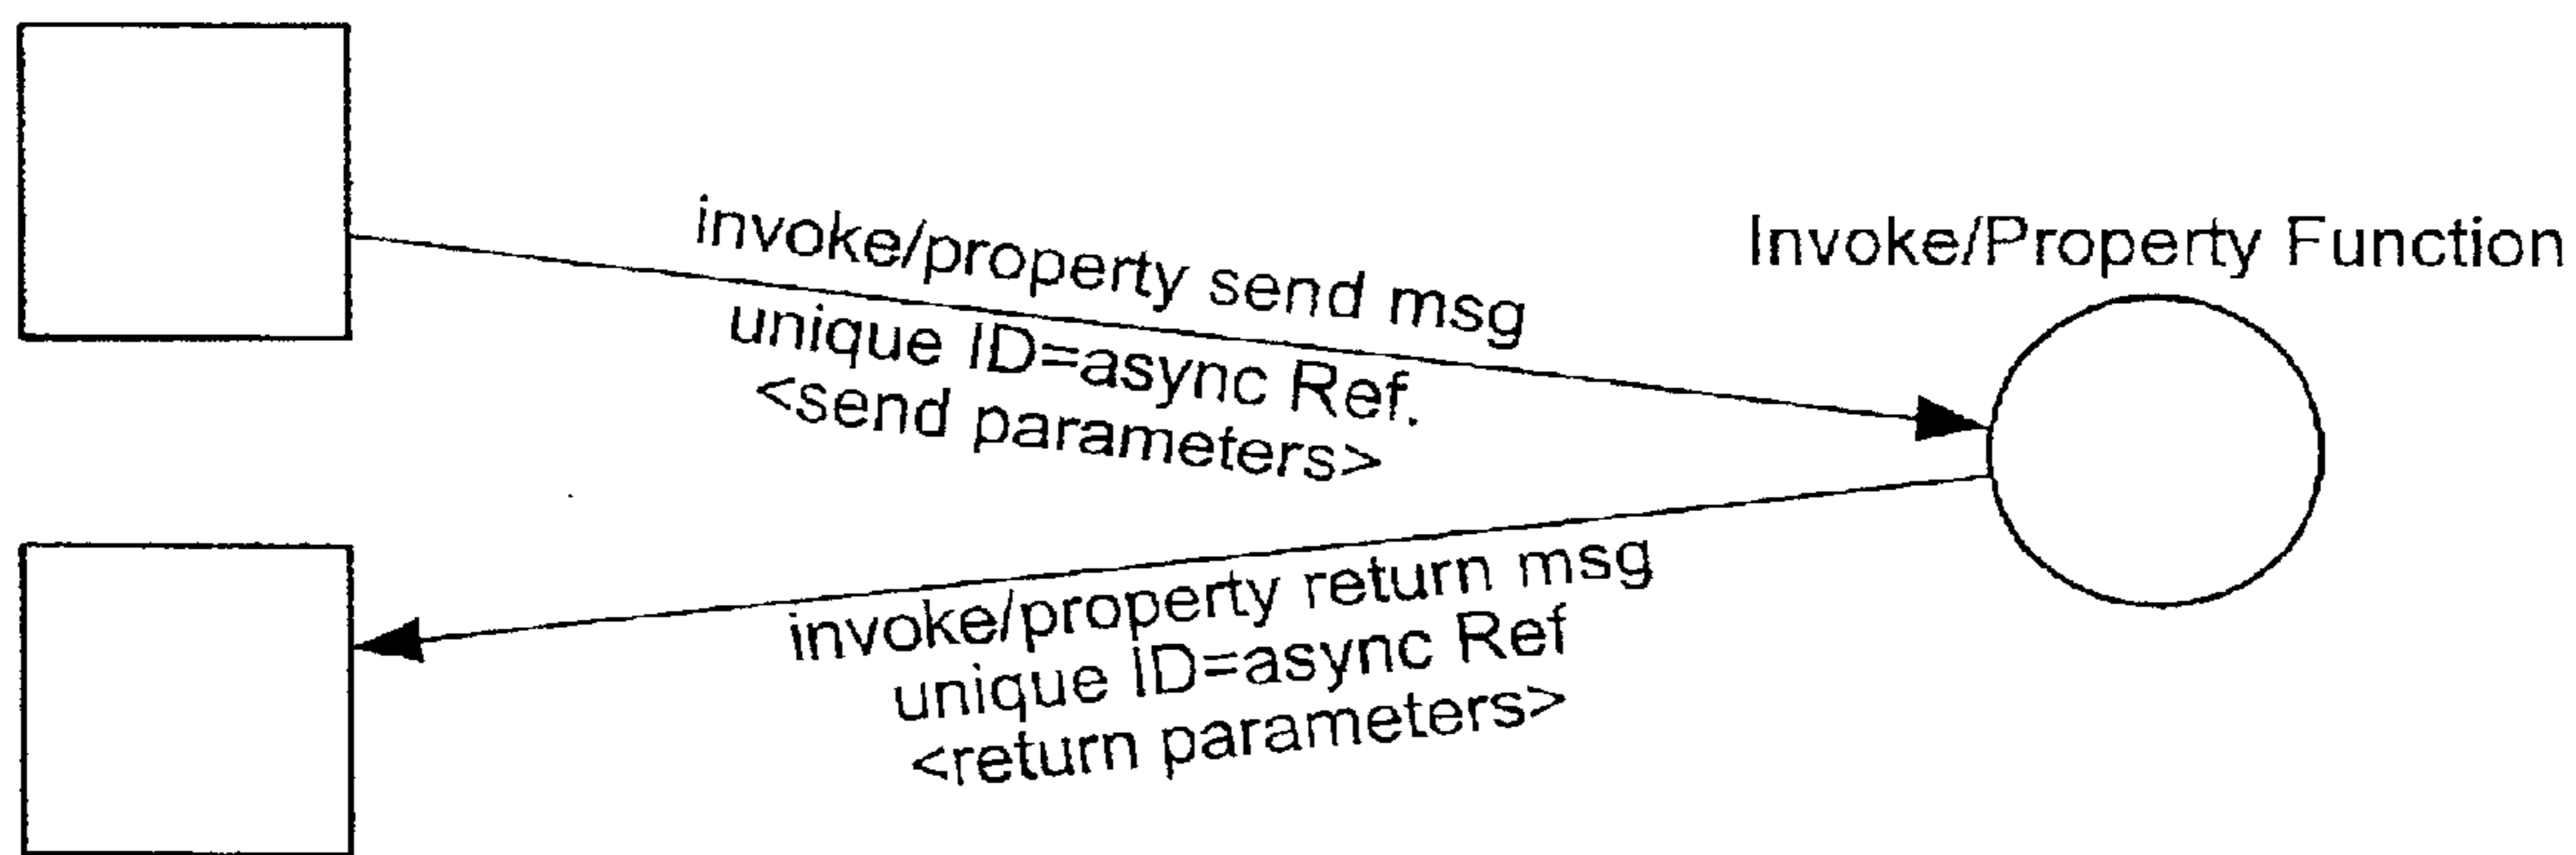 invoke/property send msg
unique ID=async Ref.
<send parameters>
Invoke/Property Function
invoke/property return msg
unique ID=async Ref
<return parameters>